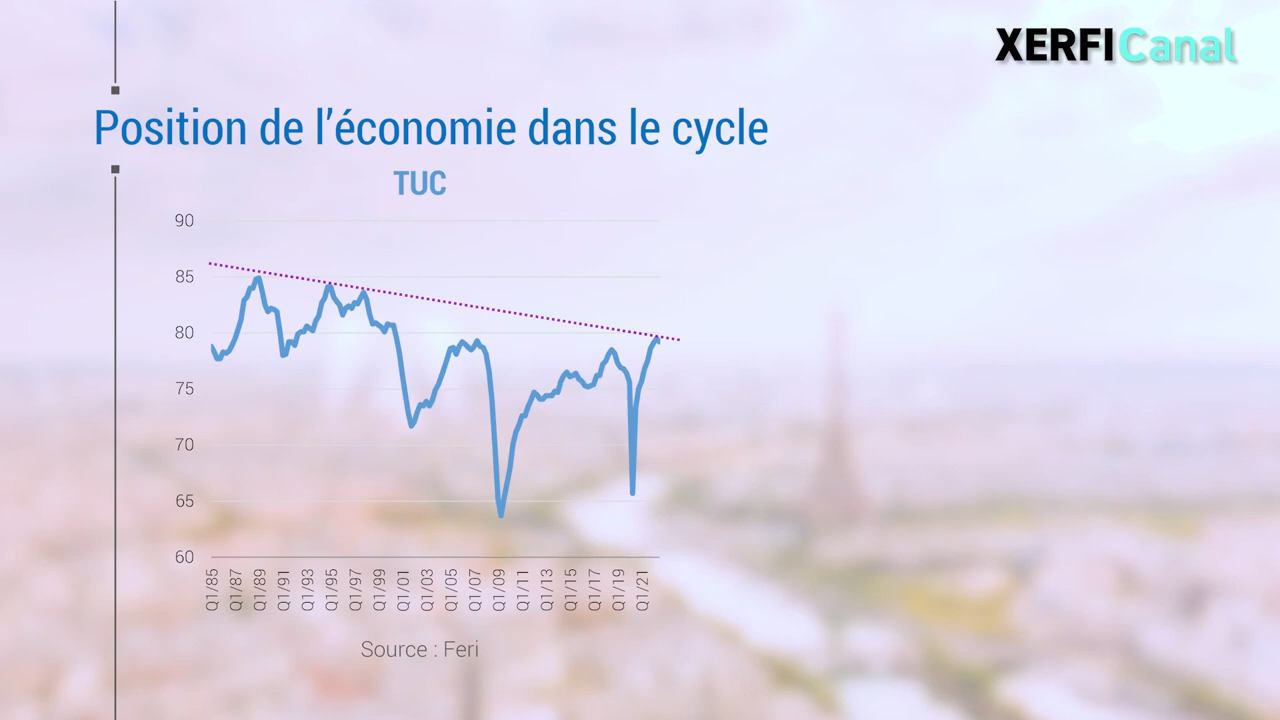 XERFI Canal
Position de l'économie dans le cycle
TUC
90
85
80
75
70
65
60
Q1/85
Q1/87
Q1/89
Q1/91
Q1/93
Q1/95
Q1/97
Q1/99
Q1/01
Q1/03
Q1/05
Q1/07
Q1/09
Q1/11
Q1/13
Q1/15
Q1/17
Q1/19
Q1/21
Source : Feri